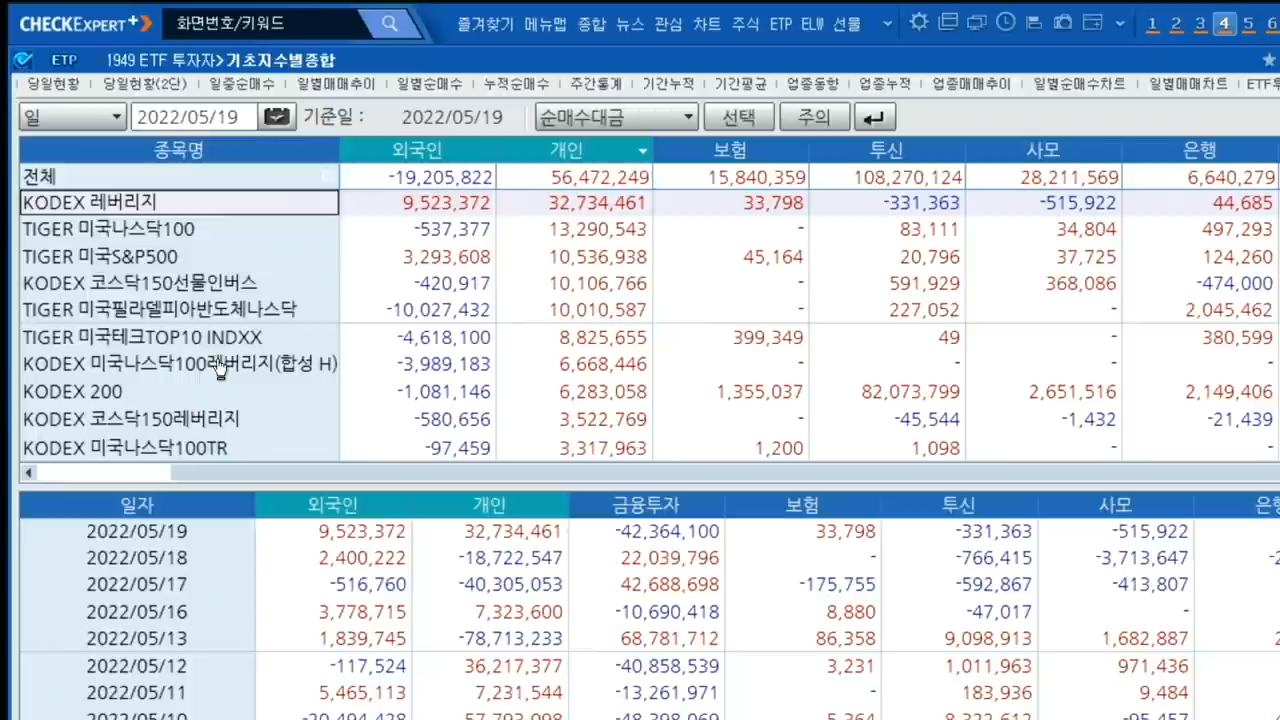 CHECKEXPERT+ 화면번호/키워드 즐겨찾기 메뉴맵 종합 뉴스 관심 차트 주식 ETP ELW 선물 1 2 3 4 5 6
ETP 1949 ETF 투자자>기초지수별종합
당일현황 당일현황(2단) 일중순매수 일별매매추이 일별순매수 누적순매수 주간통계 기간누적 기간평균 업종동향 업종누적 업종매매추이 일별순매수차트 일별매매차트
일 2022/05/19 기준일 : 2022/05/19 순매수대금 선택 주의
종목명 외국인 개인 보험 투신 사모 은행
전체 -19,205,822 56,472,249 15,840,359 108,270,124 28,211,569 6,640,279
KODEX 레버리지 9,523,372 32,734,461 33,798 -331,363 -515,922 44,685
TIGER 미국나스닥100 -537,377 13,290,543 - 83,111 34,804 497,293
TIGER 미국S&P500 3,293,608 10,536,938 45,164 20,796 37,725 124,260
KODEX 코스닥150선물인버스 -420,917 10,106,766 - 591,929 368,086 -474,000
TIGER 미국필라델피아반도체나스닥 -10,027,432 10,010,587 - 227,052 - 2,045,462
TIGER 미국테크TOP10 INDXX -4,618,100 8,825,655 399,349 49 - 380,599
KODEX 미국나스닥100레버리지(합성 H) -3,989,183 6,668,446 - - - -
KODEX 200 -1,081,146 6,283,058 1,355,037 82,073,799 2,651,516 2,149,406
KODEX 코스닥150레버리지 -580,656 3,522,769 - -45,544 -1,432 -21,439
KODEX 미국나스닥100TR -97,459 3,317,963 1,200 1,098 - -
일자 외국인 개인 금융투자 보험 투신 사모
2022/05/19 9,523,372 32,734,461 -42,364,100 33,798 -331,363 -515,922
2022/05/18 2,400,222 -18,722,547 22,039,796 - -766,415 -3,713,647
2022/05/17 -516,760 -40,305,053 42,688,698 -175,755 -592,867 -413,807
2022/05/16 3,778,715 7,323,600 -10,690,418 8,880 -47,017 -
2022/05/13 1,839,745 -78,713,233 68,781,712 86,358 9,098,913 1,682,887
2022/05/12 -117,524 36,217,377 -40,858,539 3,231 1,011,963 971,436
2022/05/11 5,465,113 7,231,544 -13,261,971 - 183,936 9,484